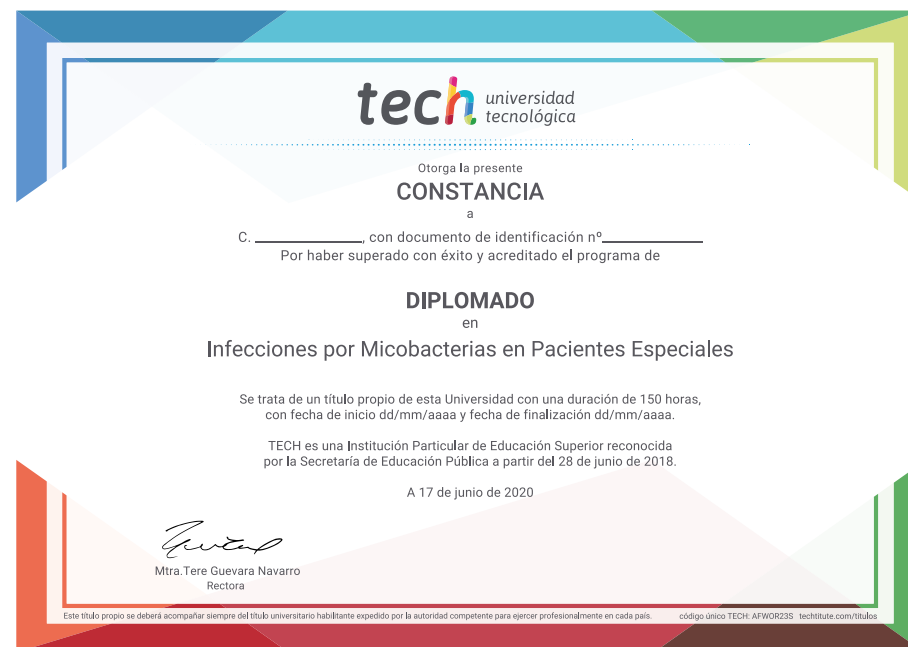 tech universidad
tecnológica
Otorga la presente
CONSTANCIA
a
C. ____________, con documento de identificación nº____________
Por haber superado con éxito y acreditado el programa de
DIPLOMADO
en
Infecciones por Micobacterias en Pacientes Especiales
Se trata de un título propio de esta Universidad con una duración de 150 horas,
con fecha de inicio dd/mm/aaaa y fecha de finalización dd/mm/aaaa.
TECH es una Institución Particular de Educación Superior reconocida
por la Secretaría de Educación Pública a partir del 28 de junio de 2018.
A 17 de junio de 2020
Mtra.Tere Guevara Navarro
Rectora
Este título propio se deberá acompañar siempre del título universitario habilitante expedido por la autoridad competente para ejercer profesionalmente en cada país.
código único TECH: AFWOR23S techtitute.com/titulos